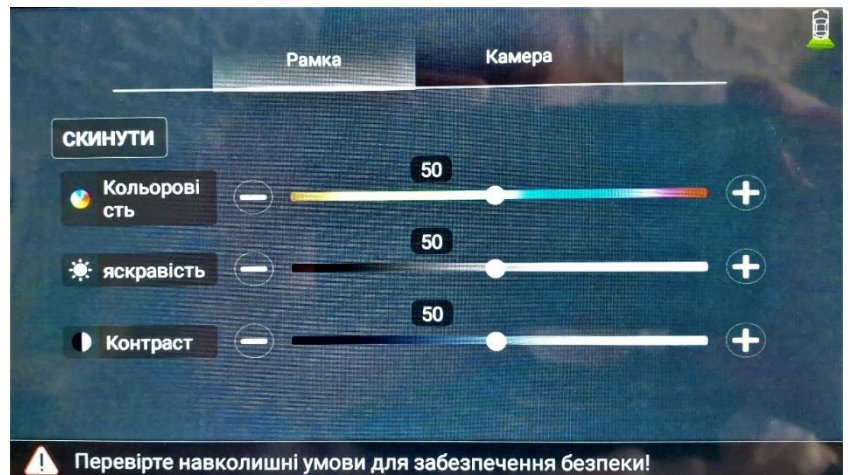 Рамка
Камера
СКИНУТИ
50
Кольорові
сть
50
яскравість
50
Контраст
Перевірте навколишні умови для забезпечення безпеки!